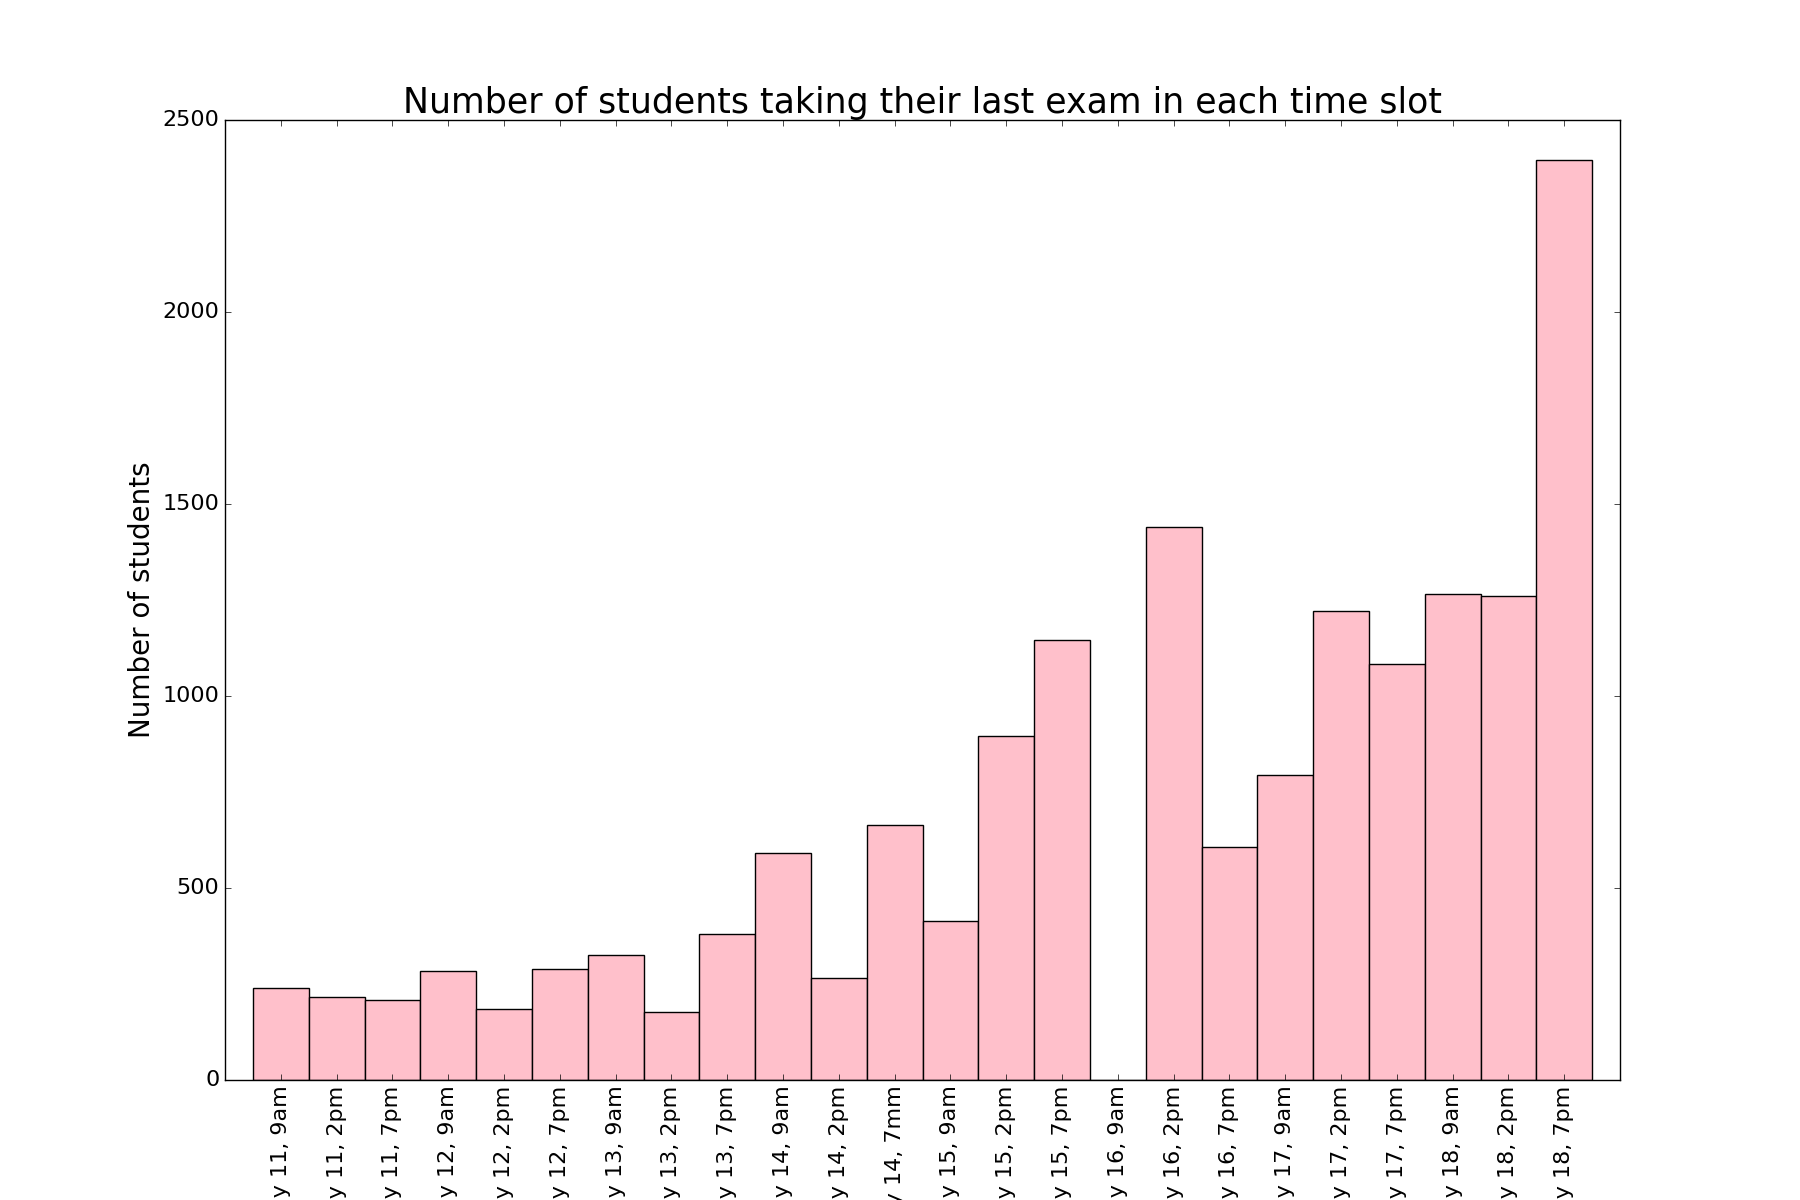 Number of students taking their last exam in each time slot
Number of students
2500
2000
1500
1000
500
0
y 11, 9am
y 11, 2pm
y 11, 7pm
y 12, 9am
y 12, 2pm
y 12, 7pm
y 13, 9am
y 13, 2pm
y 13, 7pm
y 14, 9am
y 14, 2pm
y 14, 7mm
y 15, 9am
y 15, 2pm
y 15, 7pm
y 16, 9am
y 16, 2pm
y 16, 7pm
y 17, 9am
y 17, 2pm
y 17, 7pm
y 18, 9am
y 18, 2pm
y 18, 7pm